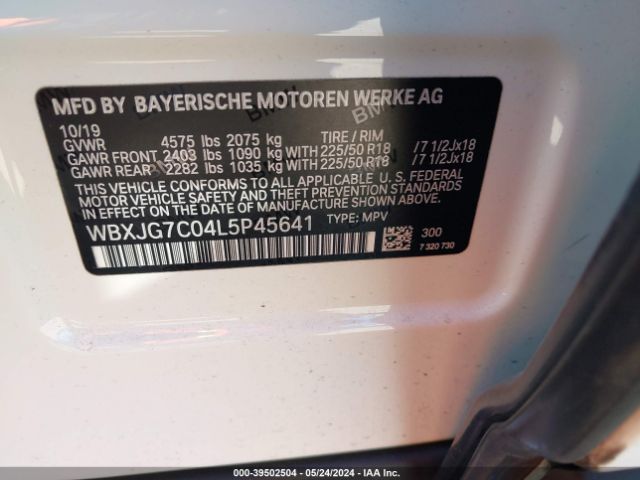 MFD BY BAYERISCHE MOTOREN WERKE AG
10/19
GVWR 4575 lbs 2075 kg TIRE / RIM
GAWR FRONT 2403 lbs 1090 kg WITH 225/50 R18 /7 1/2Jx18
GAWR REAR 2282 lbs 1035 kg WITH 225/50 R18 /7 1/2Jx18
THIS VEHICLE CONFORMS TO ALL APPLICABLE U. S. FEDERAL
MOTOR VEHICLE SAFETY, BUMPER, AND THEFT PREVENTION
STANDARDS IN EFFECT ON THE DATE OF MANUFACTURE SHOWN ABOVE.
WBXJG7C04L5P45641 TYPE: MPV
300
7 320 730
000-39502504 - 05/24/2024 - IAA Inc.